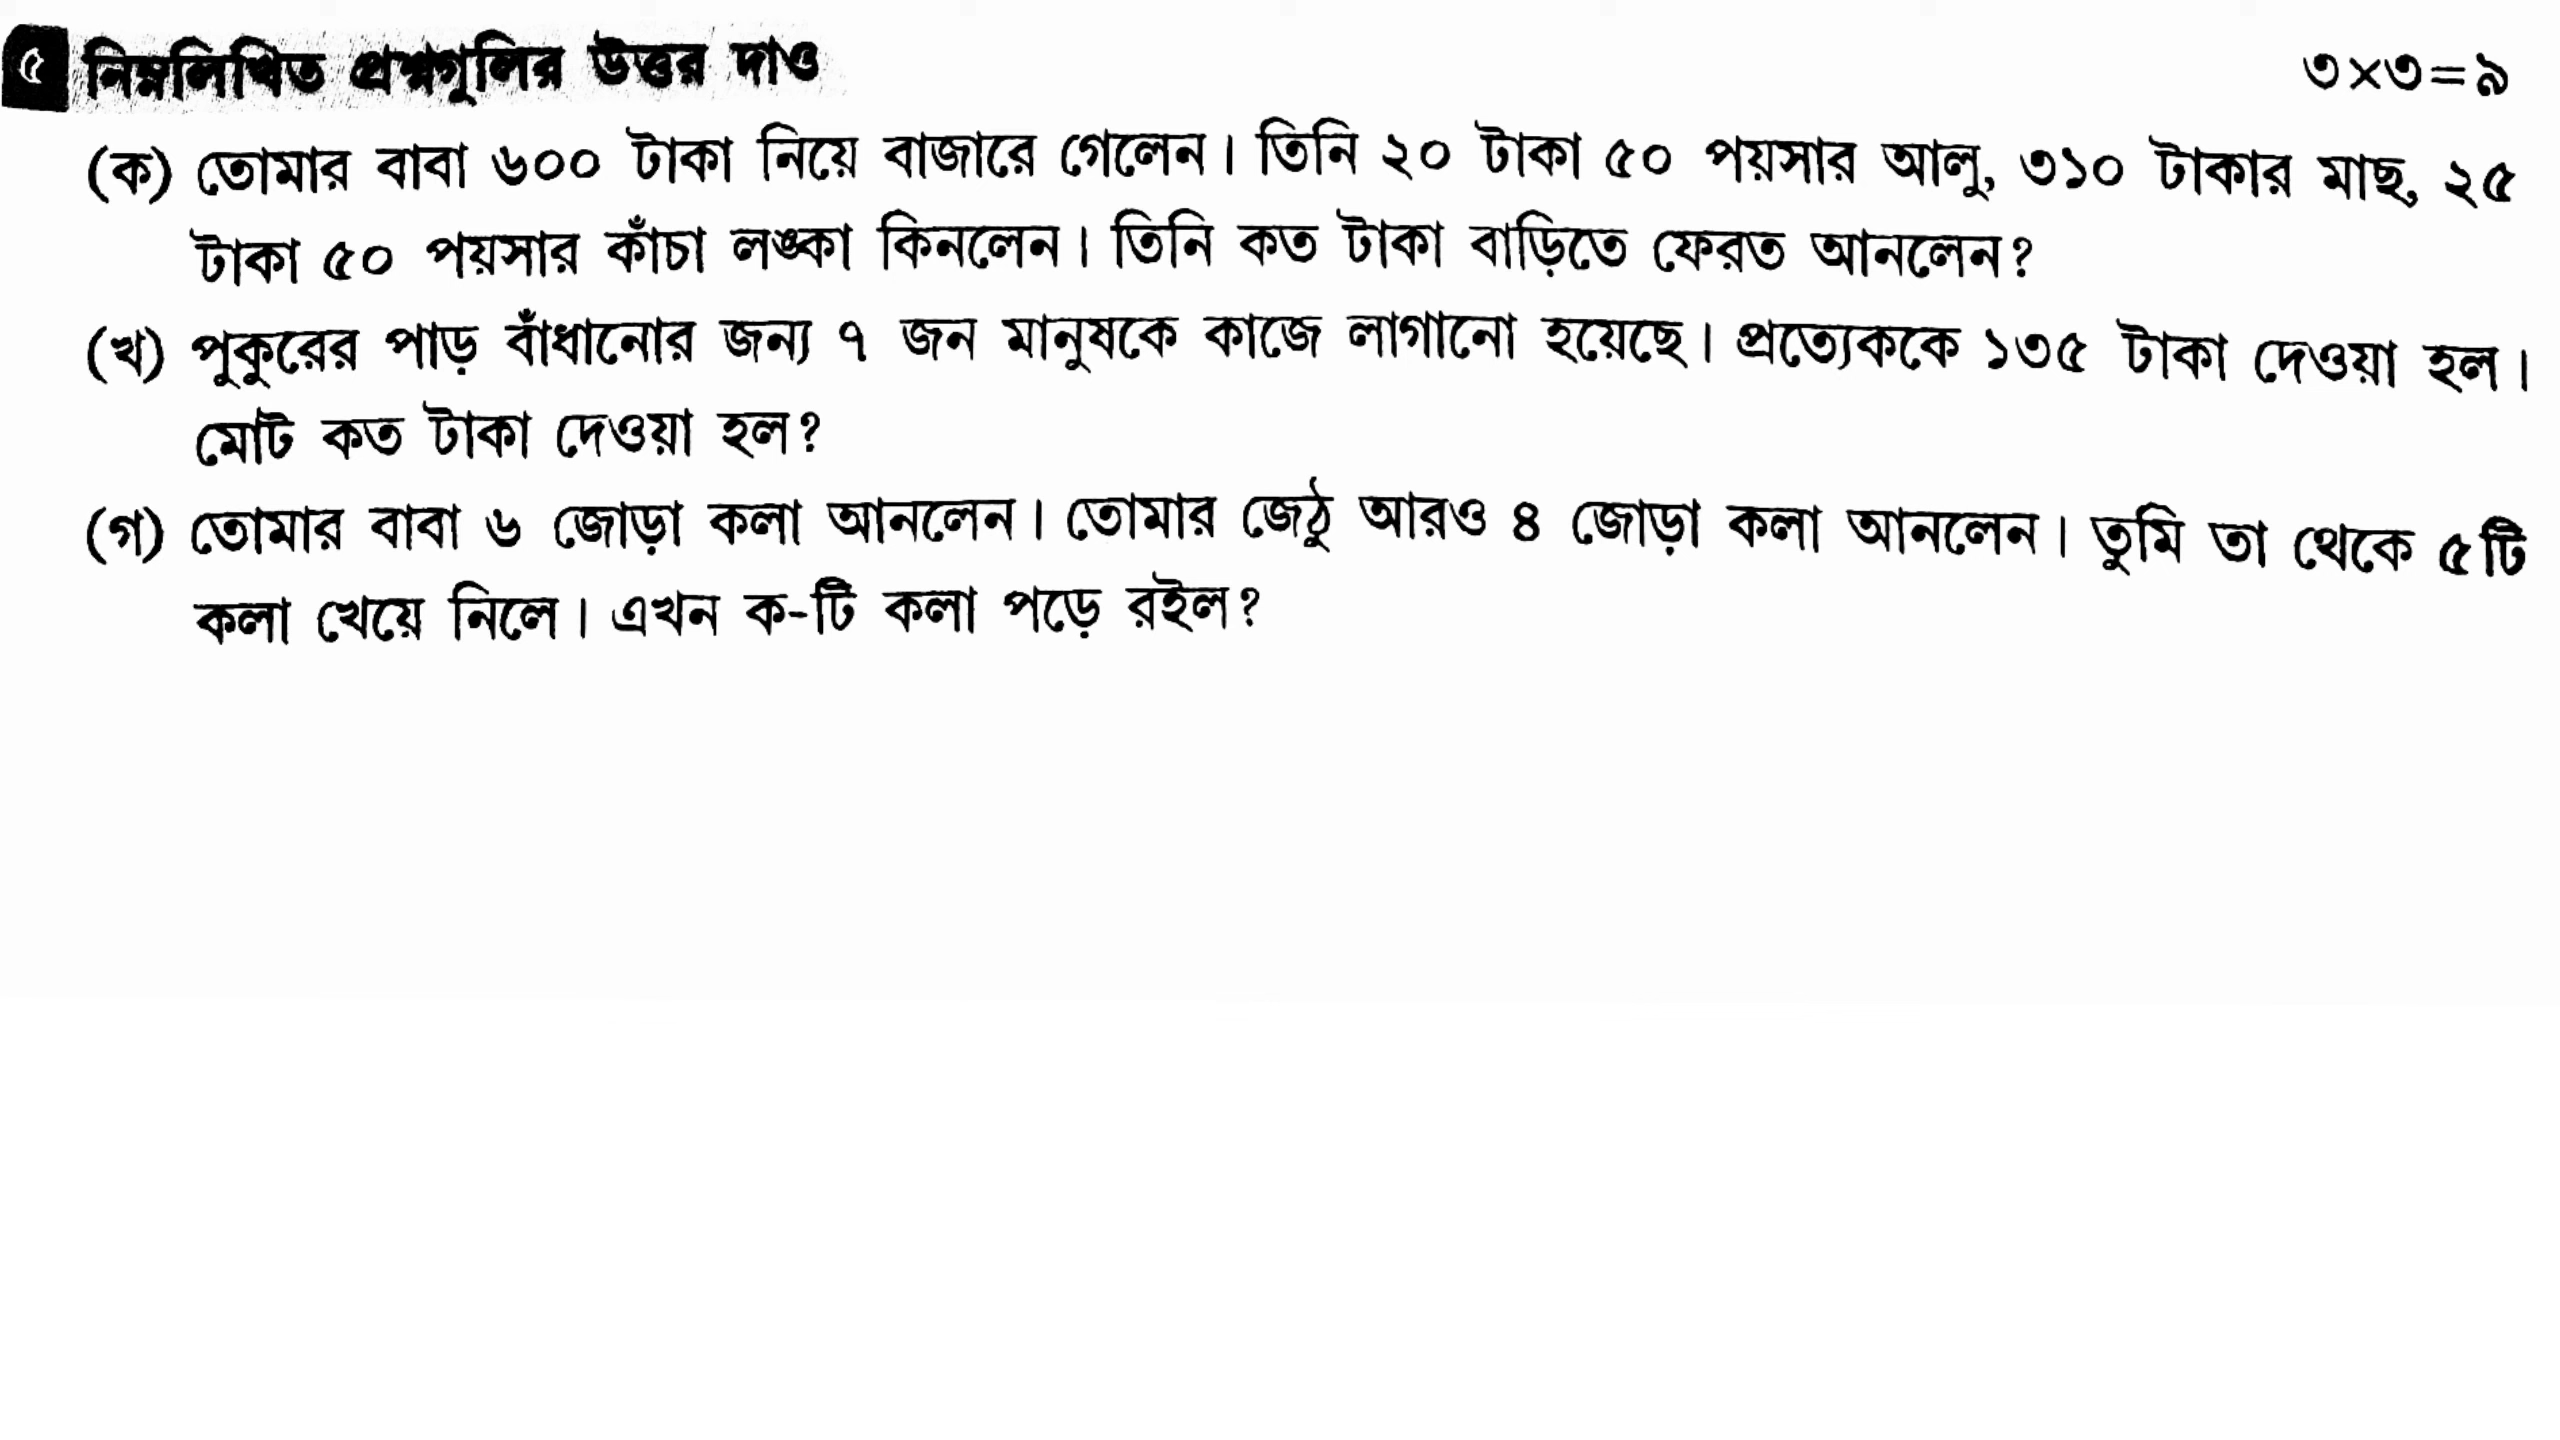 ৫ নিম্নলিখিত প্রশ্নগুলির উত্তর দাও ৩×৩=৯
(ক) তোমার বাবা ৬০০ টাকা নিয়ে বাজারে গেলেন। তিনি ২০ টাকা ৫০ পয়সার আলু, ৩১০ টাকার মাছ, ২৫
টাকা ৫০ পয়সার কাঁচা লঙ্কা কিনলেন। তিনি কত টাকা বাড়িতে ফেরত আনলেন?
(খ) পুকুরের পাড় বাঁধানোর জন্য ৭ জন মানুষকে কাজে লাগানো হয়েছে। প্রত্যেককে ১৩৫ টাকা দেওয়া হল।
মোট কত টাকা দেওয়া হল?
(গ) তোমার বাবা ৬ জোড়া কলা আনলেন। তোমার জেঠু আরও ৪ জোড়া কলা আনলেন। তুমি তা থেকে ৫টি
কলা খেয়ে নিলে। এখন ক-টি কলা পড়ে রইল?